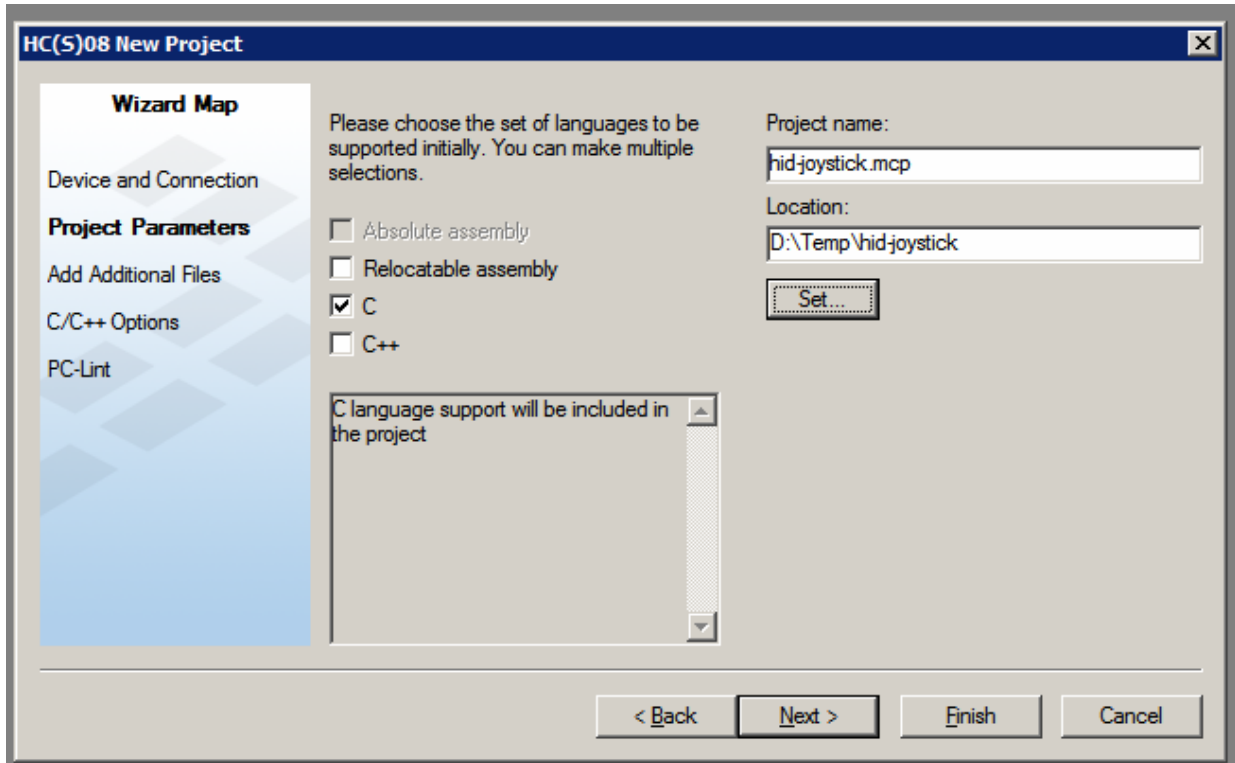 HC(S)08 New Project
Wizard Map
Device and Connection
Project Parameters
Add Additional Files
C/C++ Options
PC-Lint
Please choose the set of languages to be
supported initially. You can make multiple
selections.
Absolute assembly
Relocatable assembly
C
C++
C language support will be included in
the project
Project name:
hid-joystick.mcp
Location:
D:\Temp\hid-joystick
Set...
< Back
Next >
Finish
Cancel